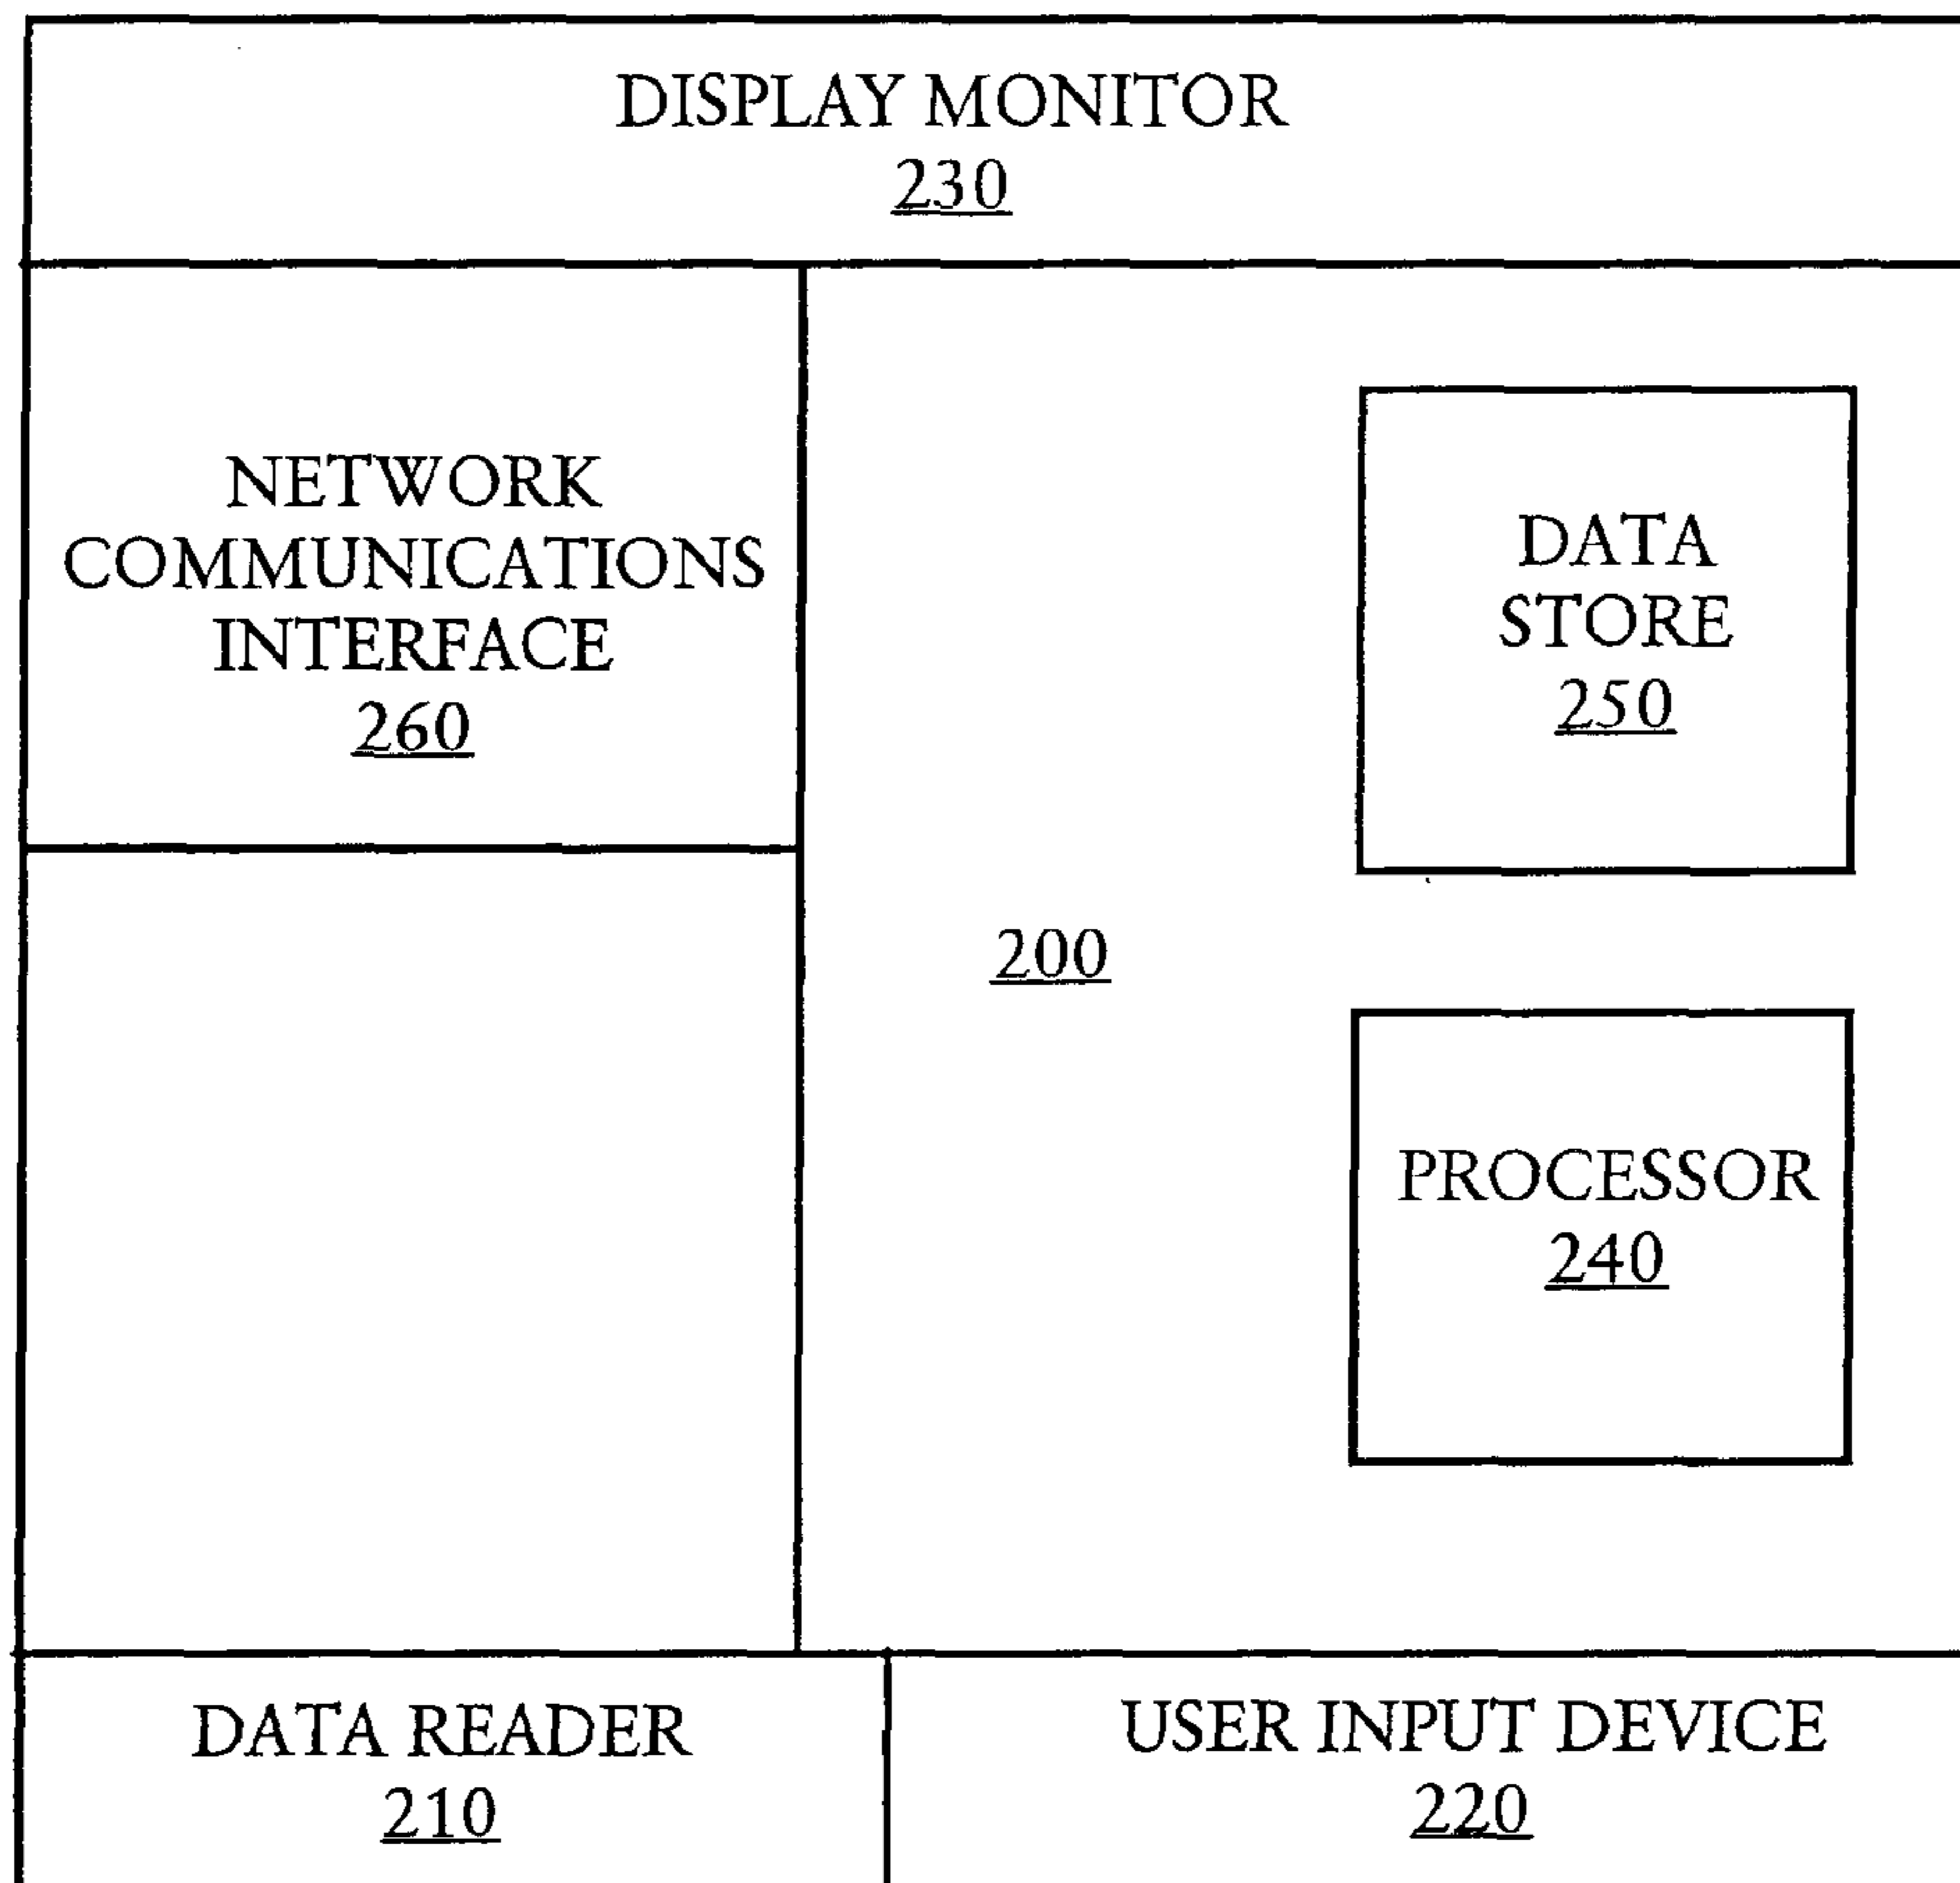 DISPLAY MONITOR
230
NETWORK
COMMUNICATIONS
INTERFACE
260
DATA
STORE
250
200
PROCESSOR
240
DATA READER
210
USER INPUT DEVICE
220